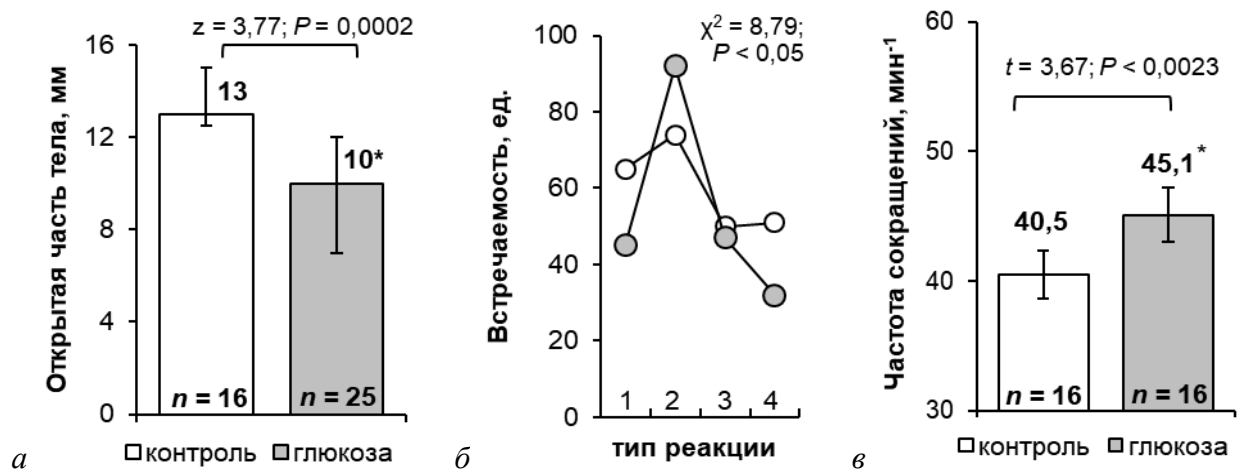 z = 3,77; P = 0,0002
Открытая часть тела, мм
16
12
8
4
0
13
10*
n = 16
n = 25
контроль
глюкоза
а
χ² = 8,79;
P < 0,05
Встречаемость, ед.
100
80
60
40
20
0
1 2 3 4
тип реакции
б
t = 3,67; P < 0,0023
Частота сокращений, мин⁻¹
60
50
40
30
40,5
45,1*
n = 16
n = 16
контроль
глюкоза
в